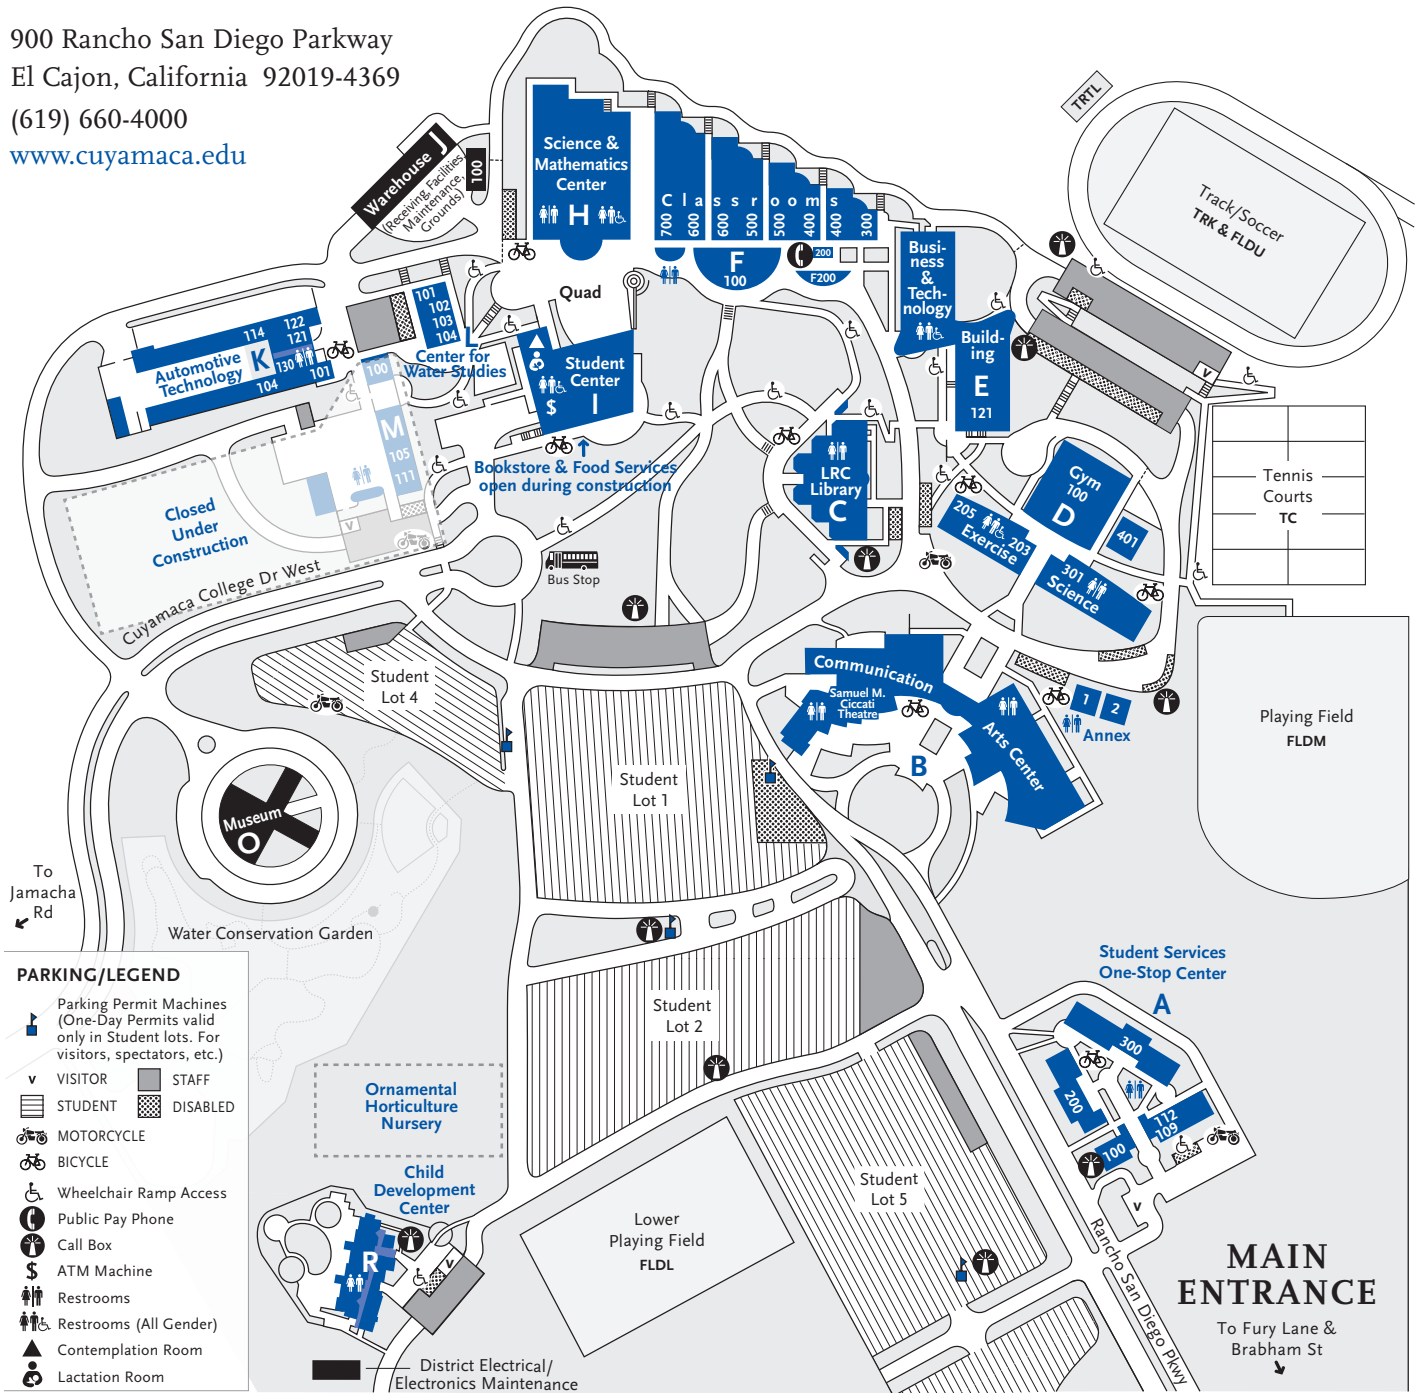 900 Rancho San Diego Parkway
El Cajon, California 92019-4369
(619) 660-4000
www.cuyamaca.edu
Warehouse J
(Receiving, Facilities,
Maintenance,
Grounds)
100
Science &
Mathematics
Center
H
Classrooms
700
600
600
500
500
400
400
300
F
100
200
F200
Quad
Busi-
ness
&
Tech-
nology
Build-
ing
E
121
TRTL
Track/Soccer
TRK & FLDU
v
Tennis
Courts
TC
114
122
121
Automotive
Technology
K
130
101
104
101
102
103
104
L
Center for
Water Studies
Student
Center
I
$
Bookstore & Food Services
open during construction
100
M
105
111
v
Closed
Under
Construction
Cuyamaca College Dr West
Bus Stop
LRC
Library
C
Gym
100
D
401
205
203
Exercise
301
Science
Communication
Samuel M.
Ciccati
Theatre
B
Arts Center
1
2
Annex
Playing Field
FLDM
Student
Lot 4
Student
Lot 1
Museum
O
To
Jamacha
Rd
Water Conservation Garden
Student
Lot 2
Student Services
One-Stop Center
A
300
200
112
109
100
v
Ornamental
Horticulture
Nursery
Child
Development
Center
R
v
Student
Lot 5
Lower
Playing Field
FLDL
Rancho San Diego Pkwy
MAIN
ENTRANCE
To Fury Lane &
Brabham St
District Electrical/
Electronics Maintenance
PARKING/LEGEND
Parking Permit Machines
(One-Day Permits valid
only in Student lots. For
visitors, spectators, etc.)
v VISITOR
STAFF
STUDENT
DISABLED
MOTORCYCLE
BICYCLE
Wheelchair Ramp Access
Public Pay Phone
Call Box
$ ATM Machine
Restrooms
Restrooms (All Gender)
Contemplation Room
Lactation Room